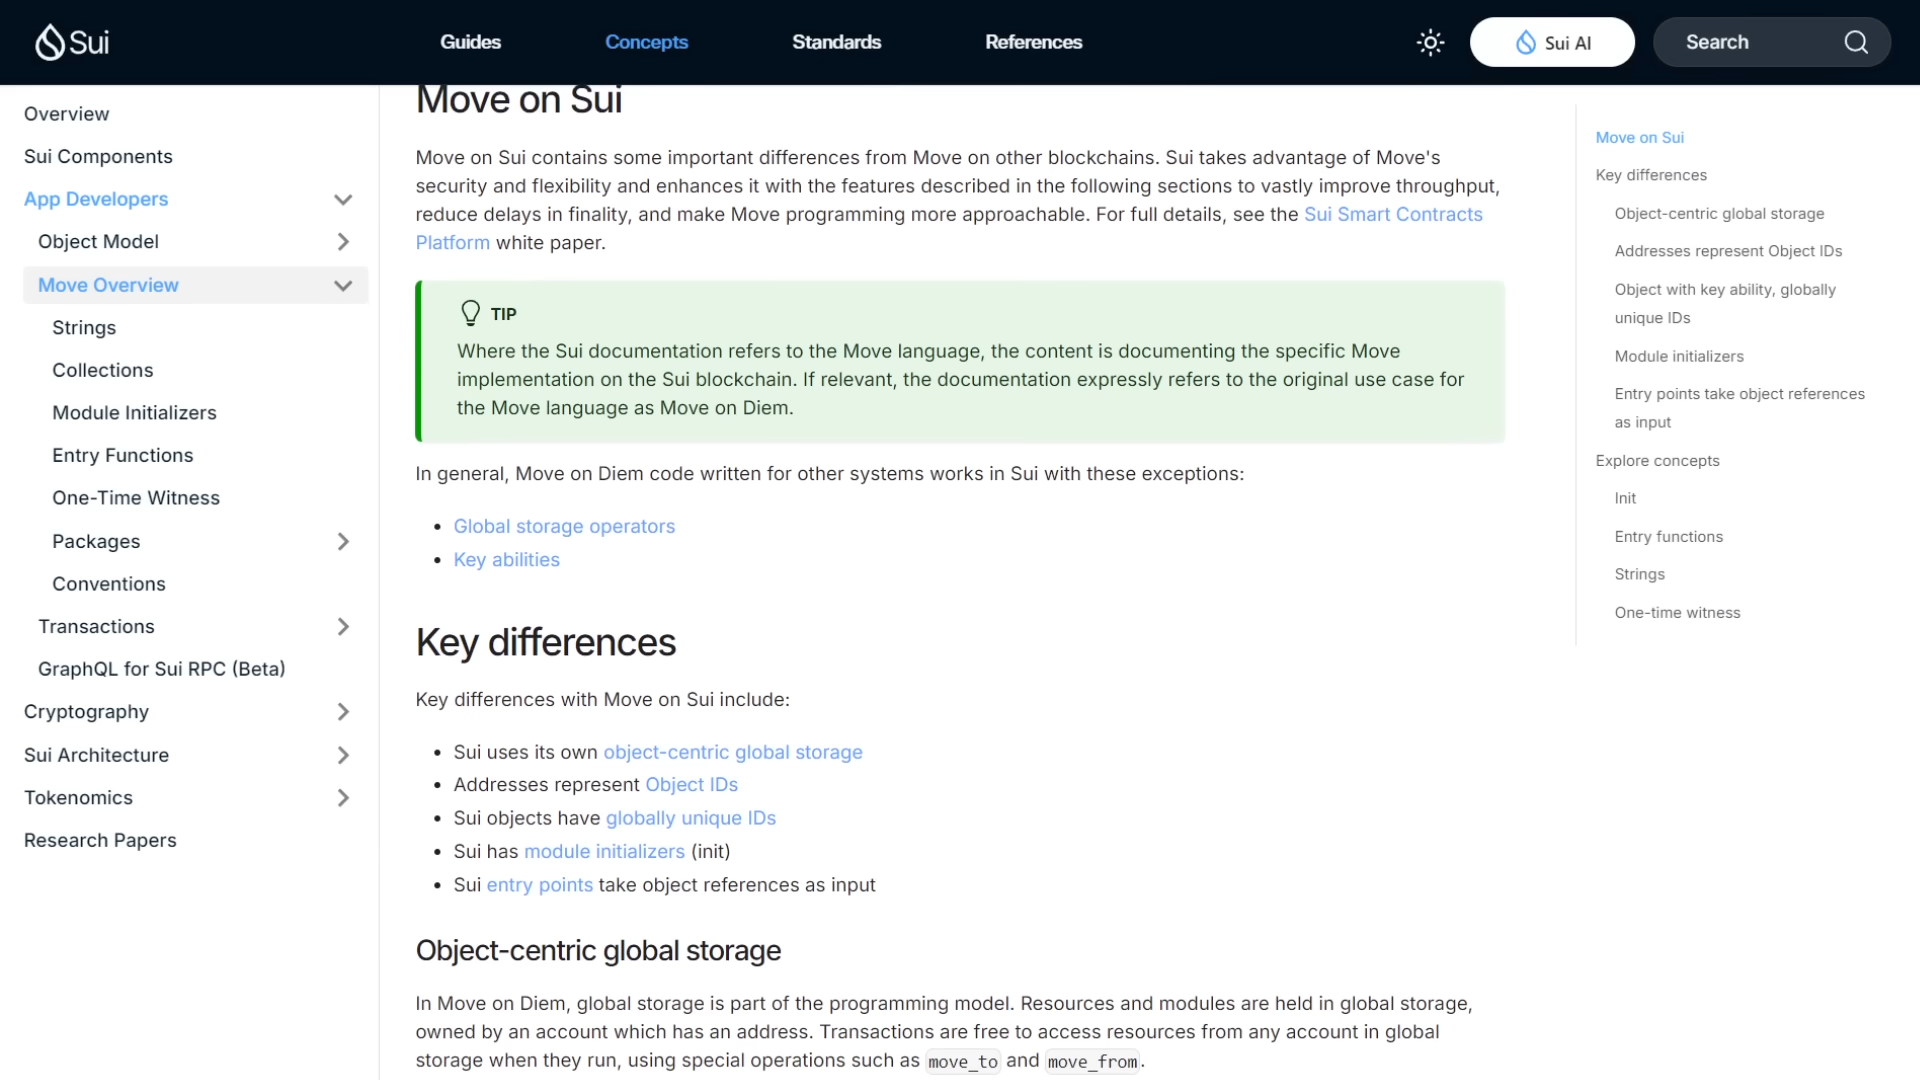 Sui
Guides
Concepts
Standards
References
Sui AI
Search
Overview
Sui Components
App Developers
Object Model
Move Overview
Strings
Collections
Module Initializers
Entry Functions
One-Time Witness
Packages
Conventions
Transactions
GraphQL for Sui RPC (Beta)
Cryptography
Sui Architecture
Tokenomics
Research Papers
Move on Sui
Move on Sui contains some important differences from Move on other blockchains. Sui takes advantage of Move's
security and flexibility and enhances it with the features described in the following sections to vastly improve throughput,
reduce delays in finality, and make Move programming more approachable. For full details, see the Sui Smart Contracts
Platform white paper.
TIP
Where the Sui documentation refers to the Move language, the content is documenting the specific Move
implementation on the Sui blockchain. If relevant, the documentation expressly refers to the original use case for
the Move language as Move on Diem.
In general, Move on Diem code written for other systems works in Sui with these exceptions:
• Global storage operators
• Key abilities
Key differences
Key differences with Move on Sui include:
• Sui uses its own object-centric global storage
• Addresses represent Object IDs
• Sui objects have globally unique IDs
• Sui has module initializers (init)
• Sui entry points take object references as input
Object-centric global storage
In Move on Diem, global storage is part of the programming model. Resources and modules are held in global storage,
owned by an account which has an address. Transactions are free to access resources from any account in global
storage when they run, using special operations such as move_to and move_from.
Move on Sui
Key differences
Object-centric global storage
Addresses represent Object IDs
Object with key ability, globally
unique IDs
Module initializers
Entry points take object references
as input
Explore concepts
Init
Entry functions
Strings
One-time witness